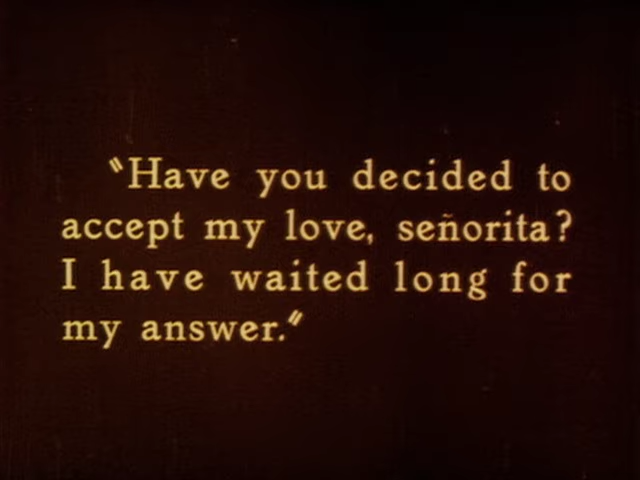 "Have you decided to
accept my love, señorita?
I have waited long for
my answer."